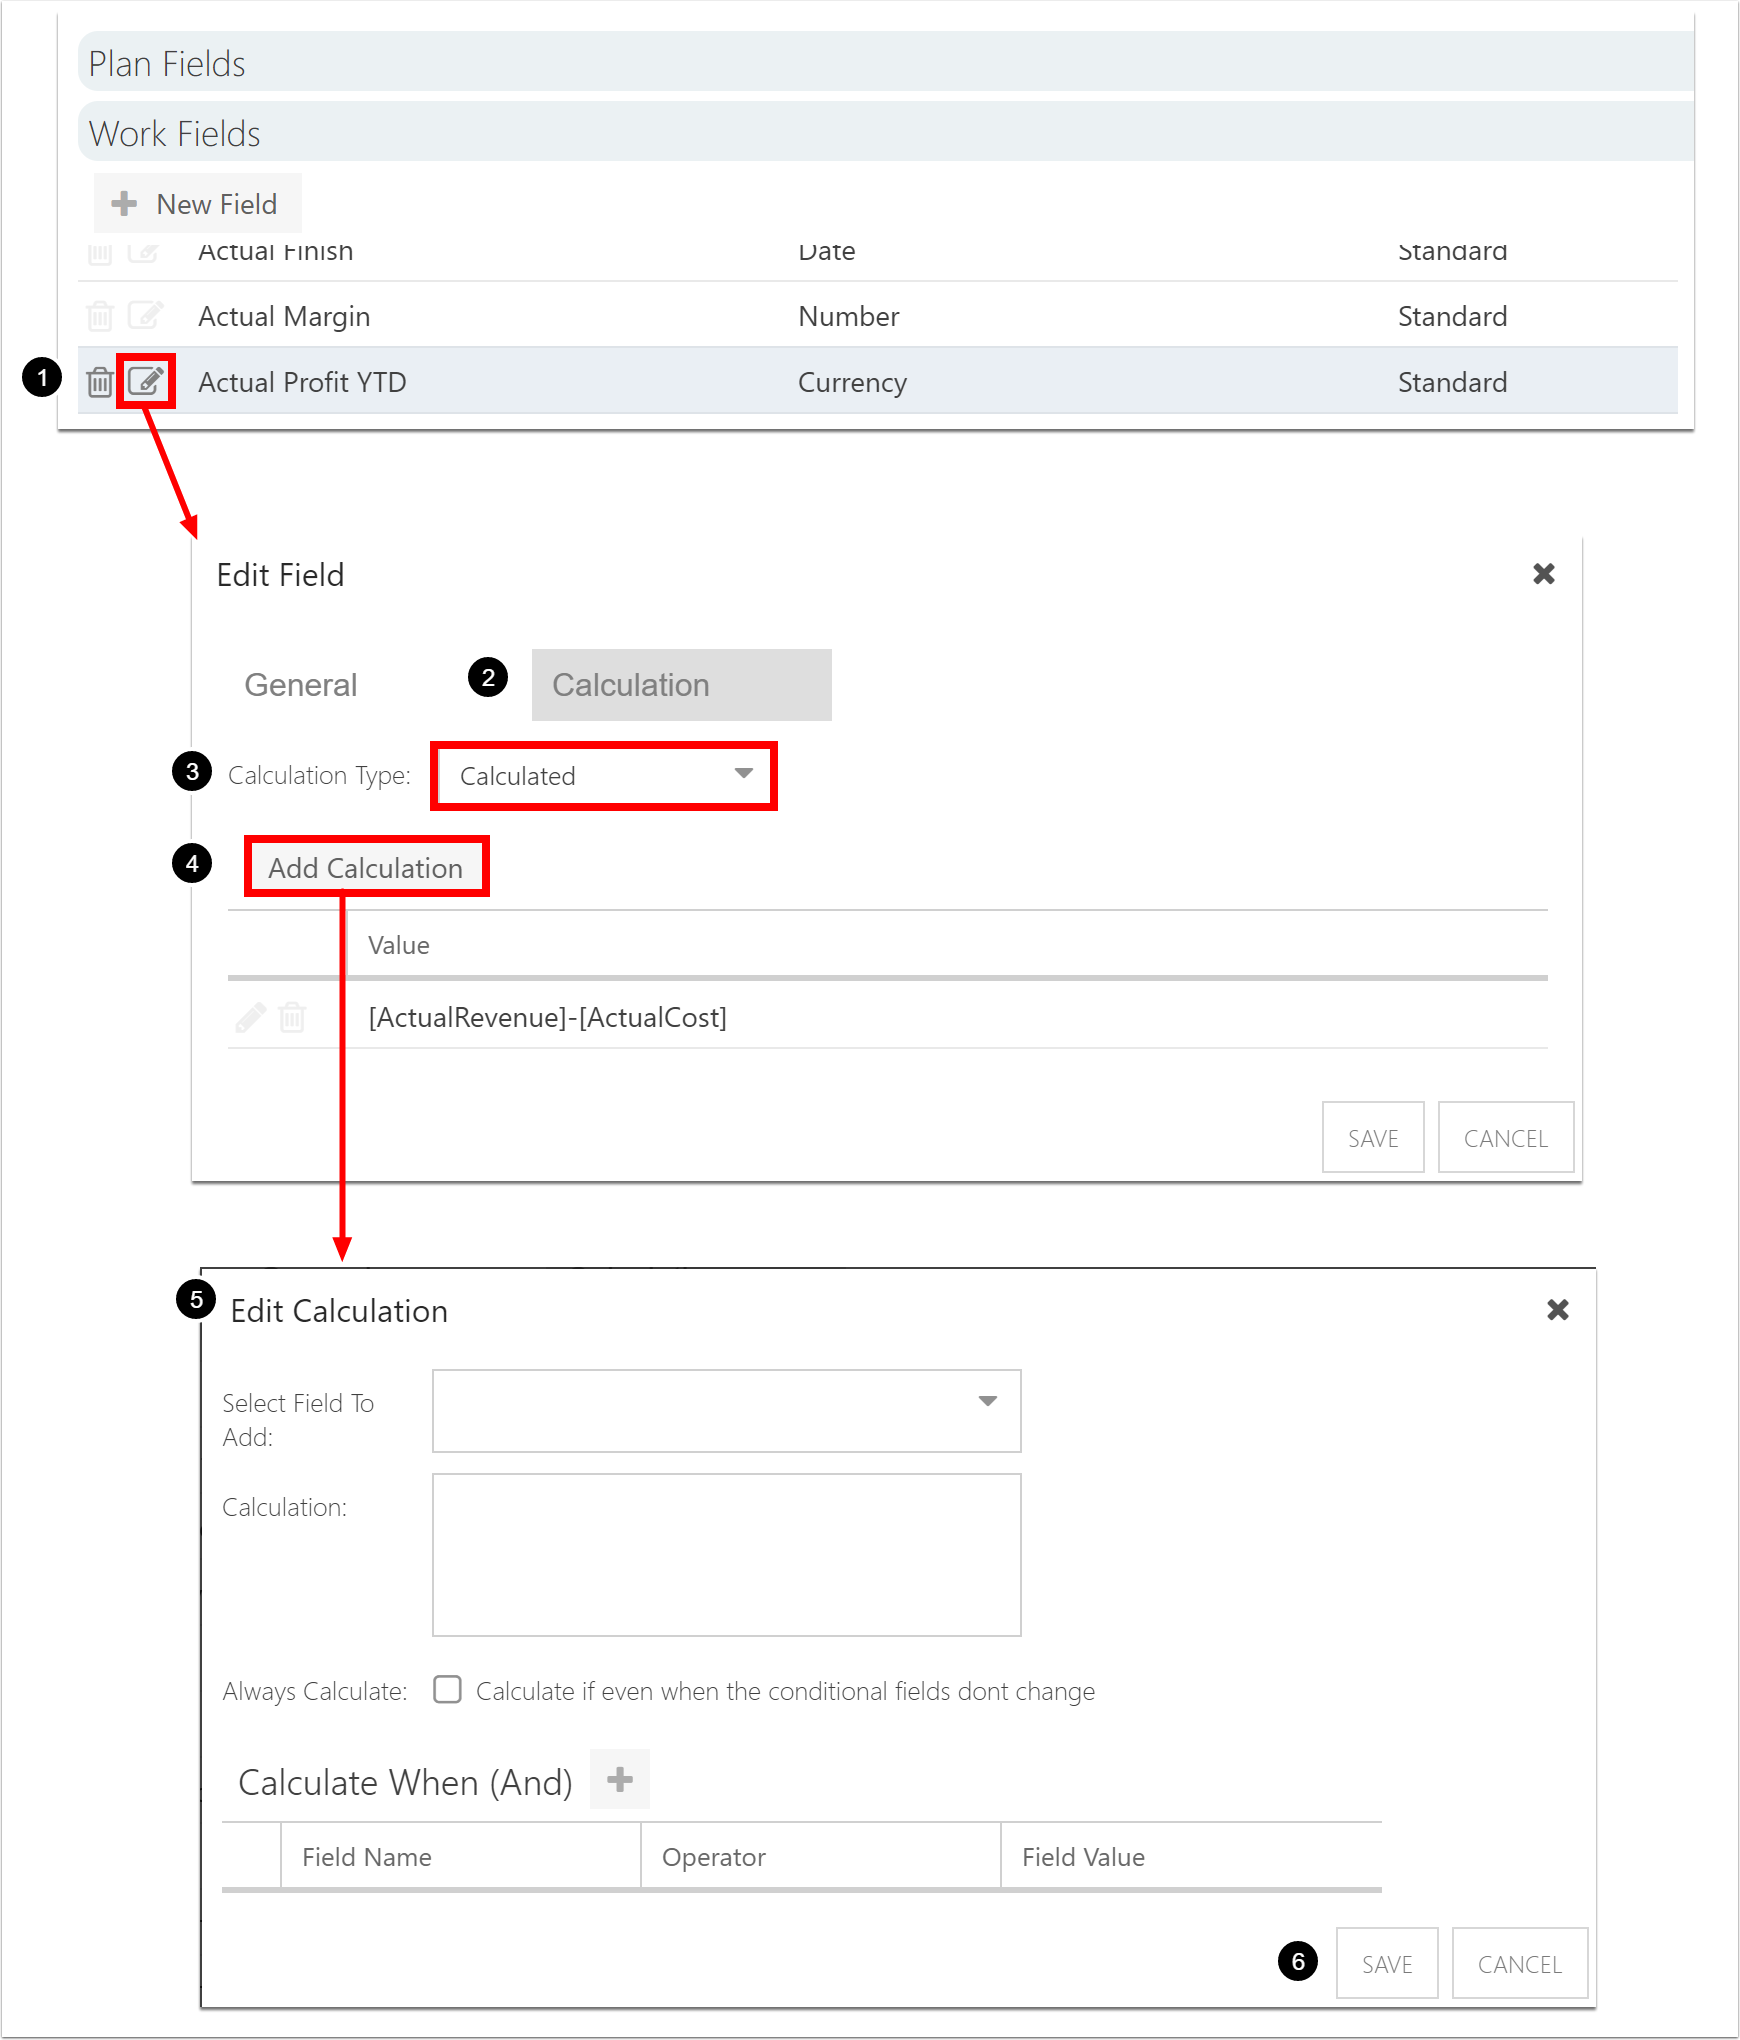 Plan Fields
Work Fields
New Field
Actual Finish Date Standard
Actual Margin Number Standard
1 Actual Profit YTD Currency Standard
Edit Field
General 2 Calculation
3 Calculation Type: Calculated
4 Add Calculation
Value
[ActualRevenue]-[ActualCost]
SAVE CANCEL
5 Edit Calculation
Select Field To
Add:
Calculation:
Always Calculate: Calculate if even when the conditional fields dont change
Calculate When (And)
Field Name Operator Field Value
6 SAVE CANCEL